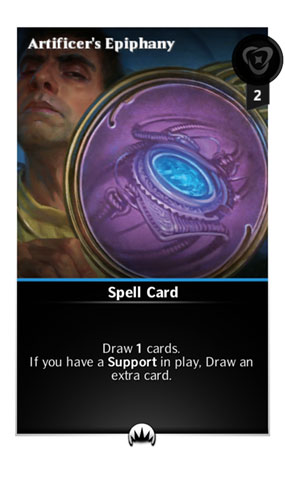 Artificer's Epiphany
2
Spell Card
Draw 1 cards.
If you have a Support in play, Draw an
extra card.